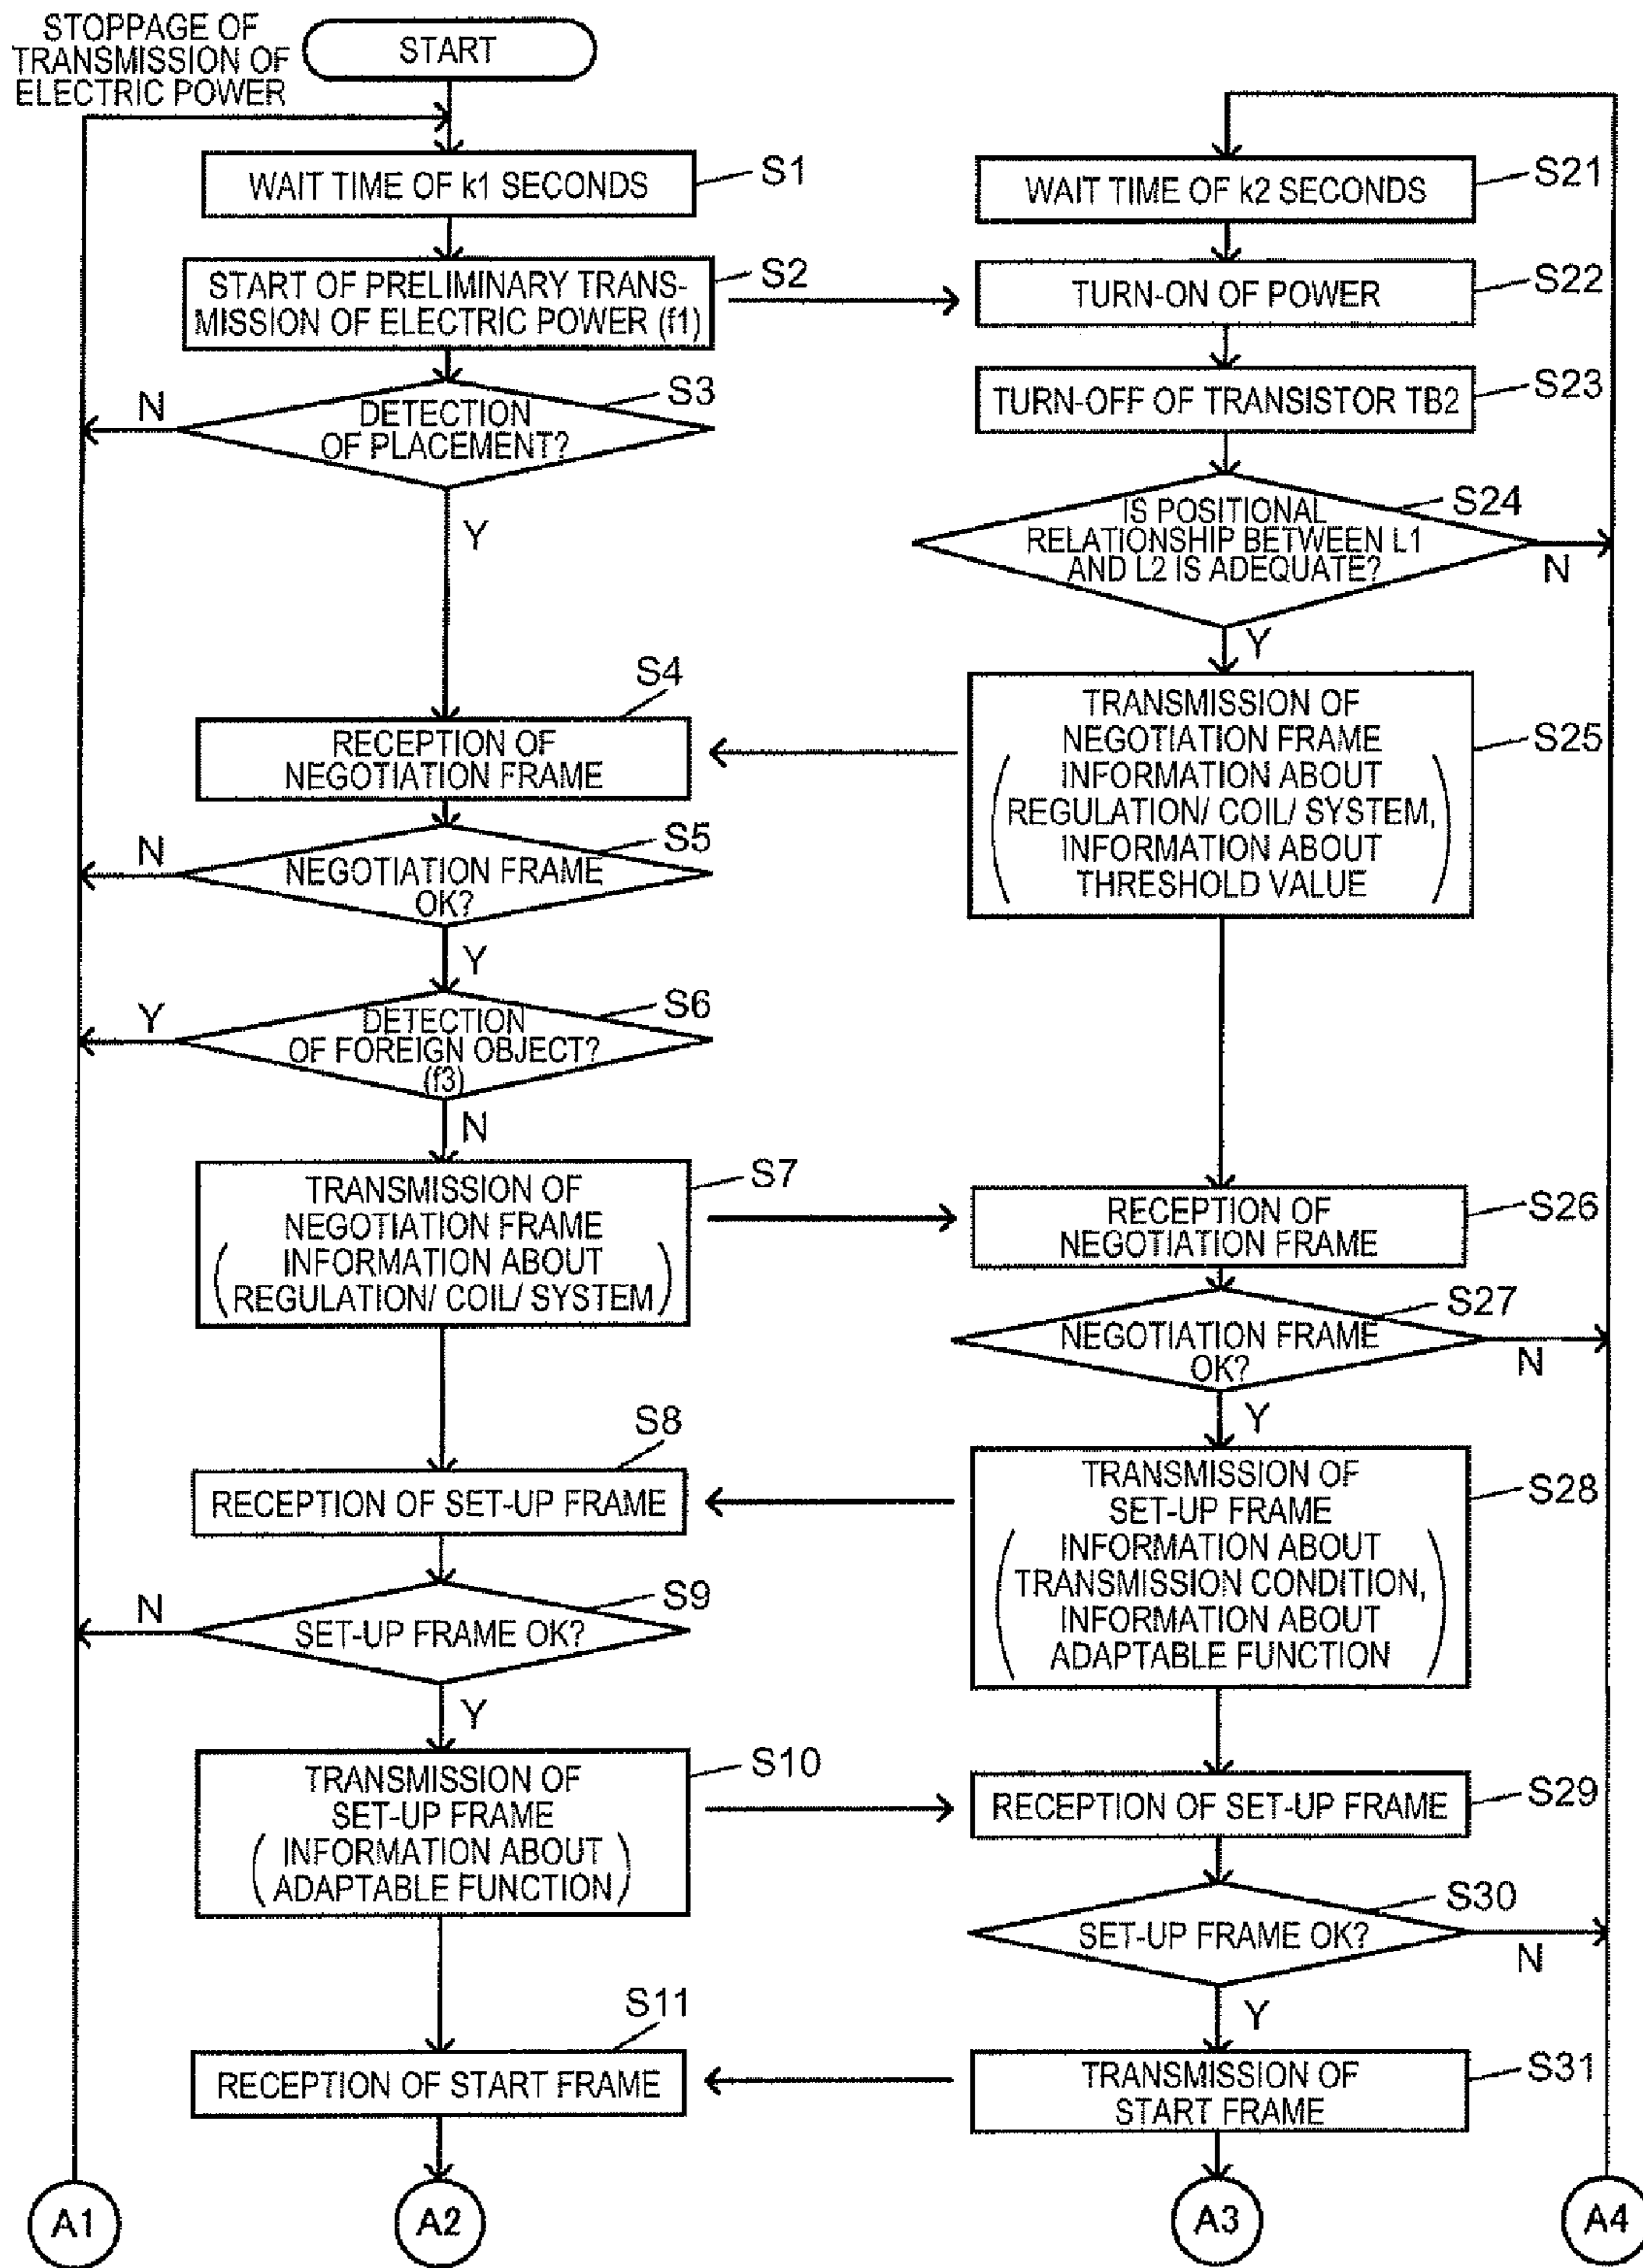 STOPPAGE OF
TRANSMISSION OF
ELECTRIC POWER
START
WAIT TIME OF k1 SECONDS
S1
START OF PRELIMINARY TRANS-
MISSION OF ELECTRIC POWER (f1)
S2
DETECTION
OF PLACEMENT?
S3
N
Y
RECEPTION OF
NEGOTIATION FRAME
S4
NEGOTIATION FRAME
OK?
S5
N
Y
DETECTION
OF FOREIGN OBJECT?
(f3)
S6
Y
N
TRANSMISSION OF
NEGOTIATION FRAME
(INFORMATION ABOUT
REGULATION/ COIL/ SYSTEM)
S7
RECEPTION OF SET-UP FRAME
S8
SET-UP FRAME OK?
S9
N
Y
TRANSMISSION OF
SET-UP FRAME
(INFORMATION ABOUT
ADAPTABLE FUNCTION)
S10
RECEPTION OF START FRAME
S11
A1
A2
WAIT TIME OF k2 SECONDS
S21
TURN-ON OF POWER
S22
TURN-OFF OF TRANSISTOR TB2
S23
IS POSITIONAL
RELATIONSHIP BETWEEN L1
AND L2 IS ADEQUATE?
S24
N
Y
TRANSMISSION OF
NEGOTIATION FRAME
(INFORMATION ABOUT
REGULATION/ COIL/ SYSTEM,
INFORMATION ABOUT
THRESHOLD VALUE)
S25
RECEPTION OF
NEGOTIATION FRAME
S26
NEGOTIATION FRAME
OK?
S27
N
Y
TRANSMISSION OF
SET-UP FRAME
(INFORMATION ABOUT
TRANSMISSION CONDITION,
INFORMATION ABOUT
ADAPTABLE FUNCTION)
S28
RECEPTION OF SET-UP FRAME
S29
SET-UP FRAME OK?
S30
N
Y
TRANSMISSION OF
START FRAME
S31
A3
A4